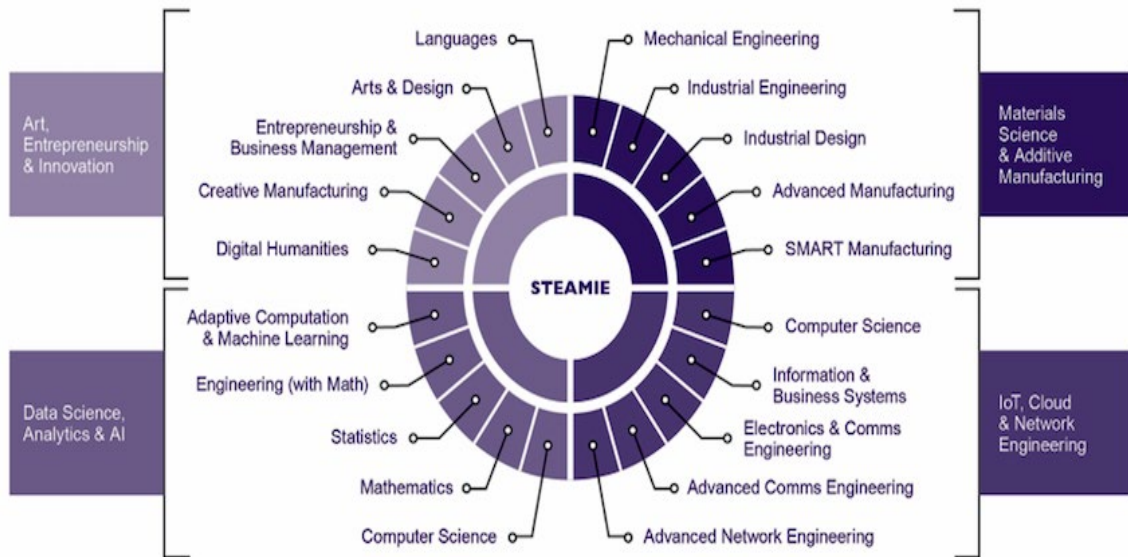 Art,
Entrepreneurship
& Innovation
Languages
Arts & Design
Entrepreneurship &
Business Management
Creative Manufacturing
Digital Humanities
Mechanical Engineering
Industrial Engineering
Industrial Design
Advanced Manufacturing
SMART Manufacturing
Materials
Science
& Additive
Manufacturing
STEAMIE
Data Science,
Analytics & AI
Adaptive Computation
& Machine Learning
Engineering (with Math)
Statistics
Mathematics
Computer Science
Computer Science
Information &
Business Systems
Electronics & Comms
Engineering
Advanced Comms Engineering
Advanced Network Engineering
IoT, Cloud
& Network
Engineering